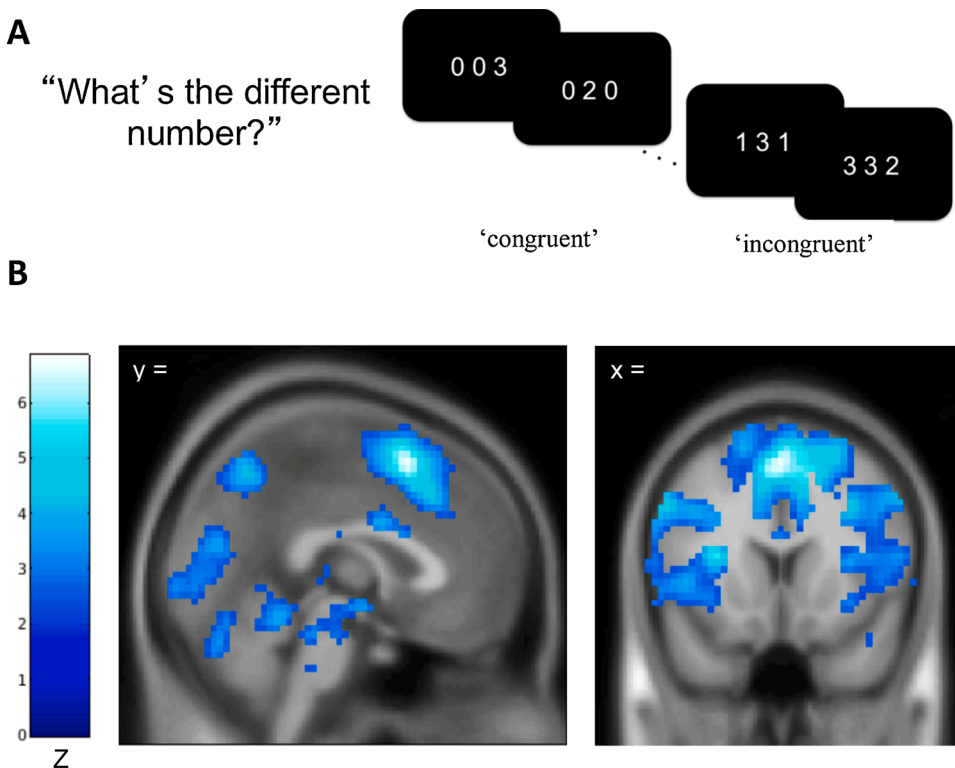 A
“What’ s the different
number?”
0 0 3
0 2 0
1 3 1
3 3 2
‘congruent’
‘incongruent’
B
y =
x =
6
5
4
3
2
1
0
Z